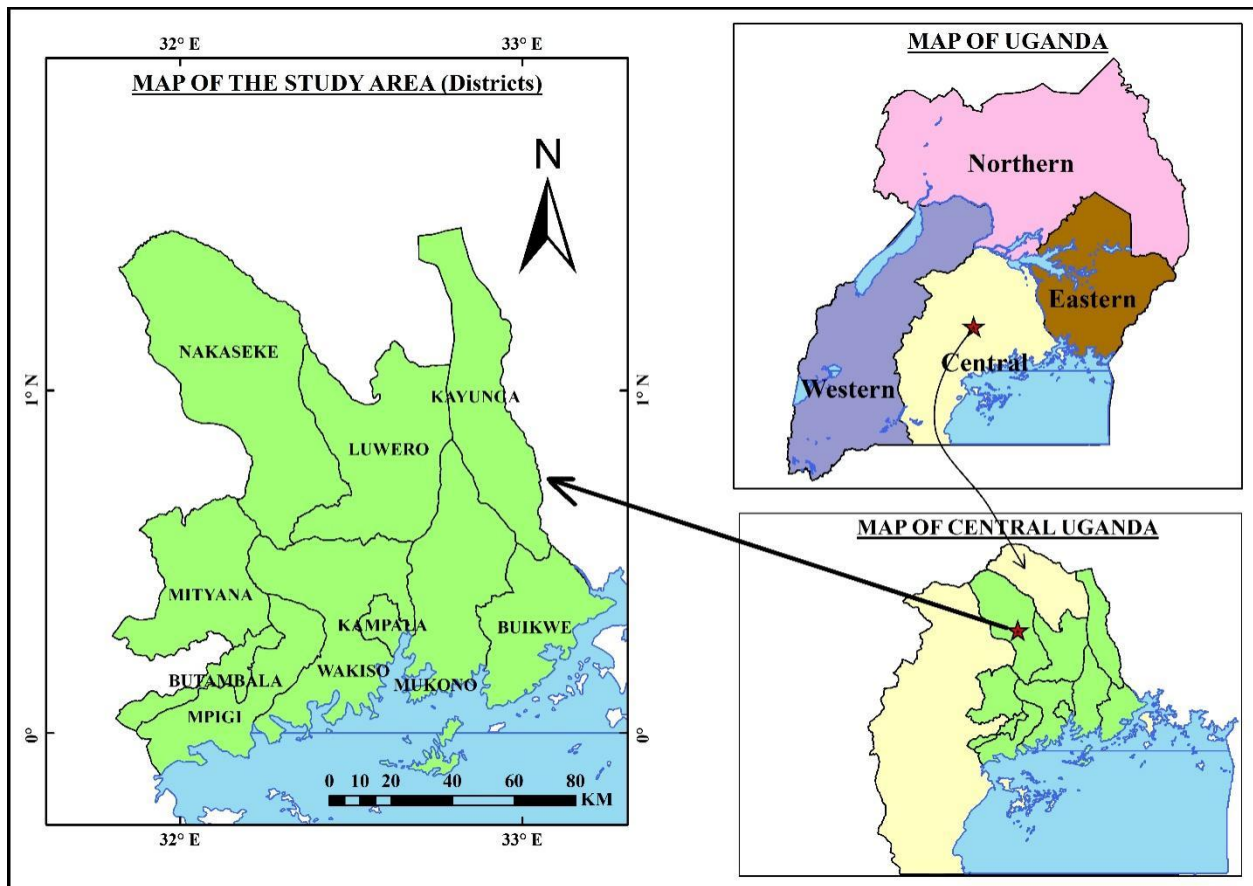 32° E 33° E
MAP OF THE STUDY AREA (Districts)
N
NAKASEKE
1° N 1° N
KAYUNGA
LUWERO
MITYANA
KAMPALA
BUIKWE
WAKISO
BUTAMBALA
MUKONO
MPIGI
0° 0°
0 10 20 40 60 80
KM
32° E 33° E
MAP OF UGANDA
Northern
Eastern
Central
Western
MAP OF CENTRAL UGANDA